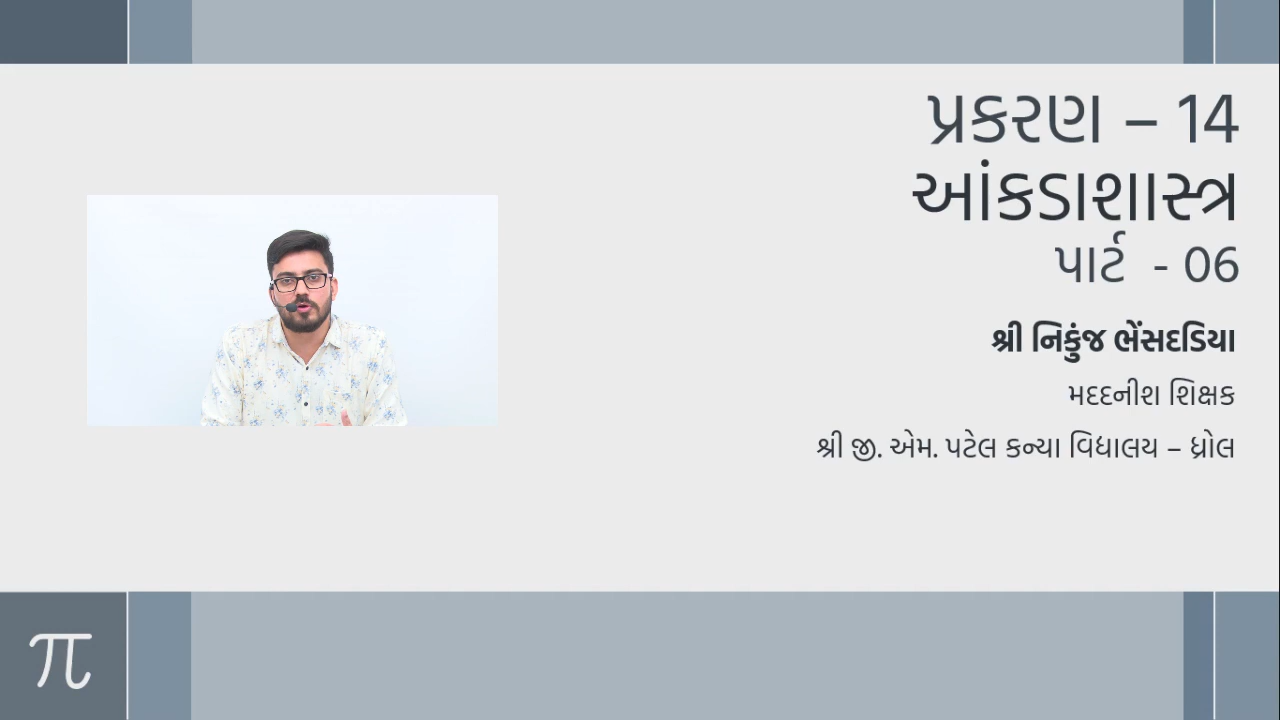 પ્રકરણ – 14
આંકડાશાસ્ત્ર
પાર્ટ - 06
શ્રી નિકુંજ ભેંસદડિયા
મદદનીશ શિક્ષક
શ્રી જી. એમ. પટેલ કન્યા વિદ્યાલય – ધ્રોલ
π